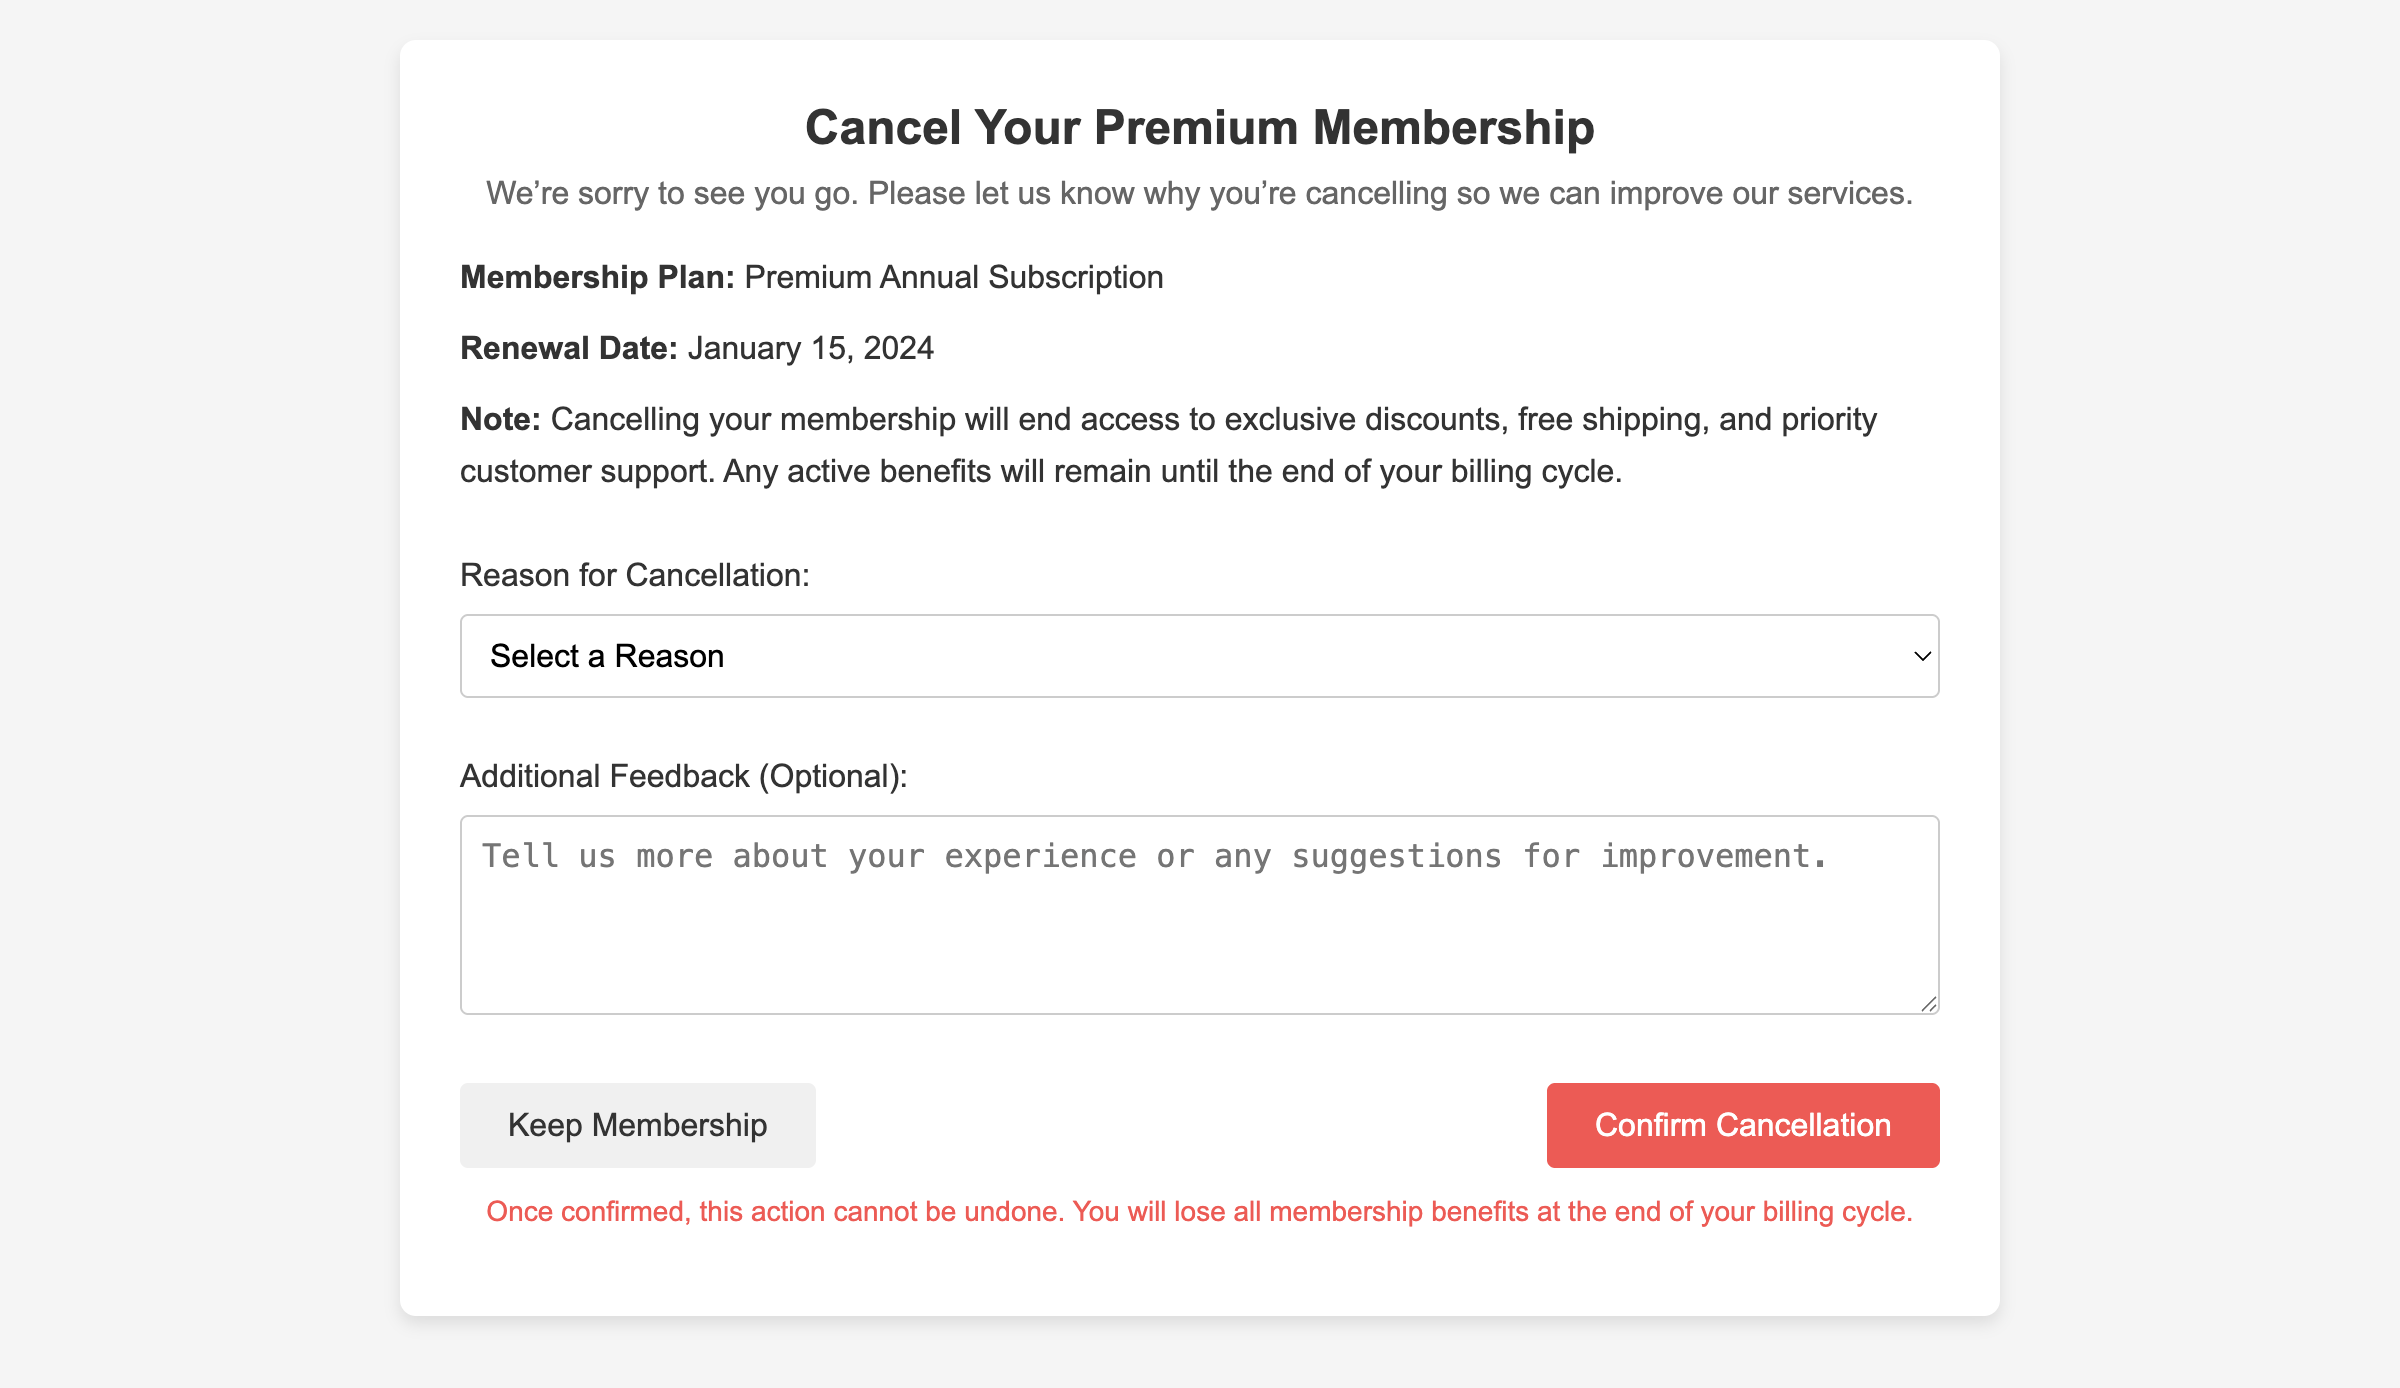 Cancel Your Premium Membership
We’re sorry to see you go. Please let us know why you’re cancelling so we can improve our services.
Membership Plan: Premium Annual Subscription
Renewal Date: January 15, 2024
Note: Cancelling your membership will end access to exclusive discounts, free shipping, and priority
customer support. Any active benefits will remain until the end of your billing cycle.
Reason for Cancellation:
Select a Reason
Additional Feedback (Optional):
Tell us more about your experience or any suggestions for improvement.
Keep Membership
Confirm Cancellation
Once confirmed, this action cannot be undone. You will lose all membership benefits at the end of your billing cycle.